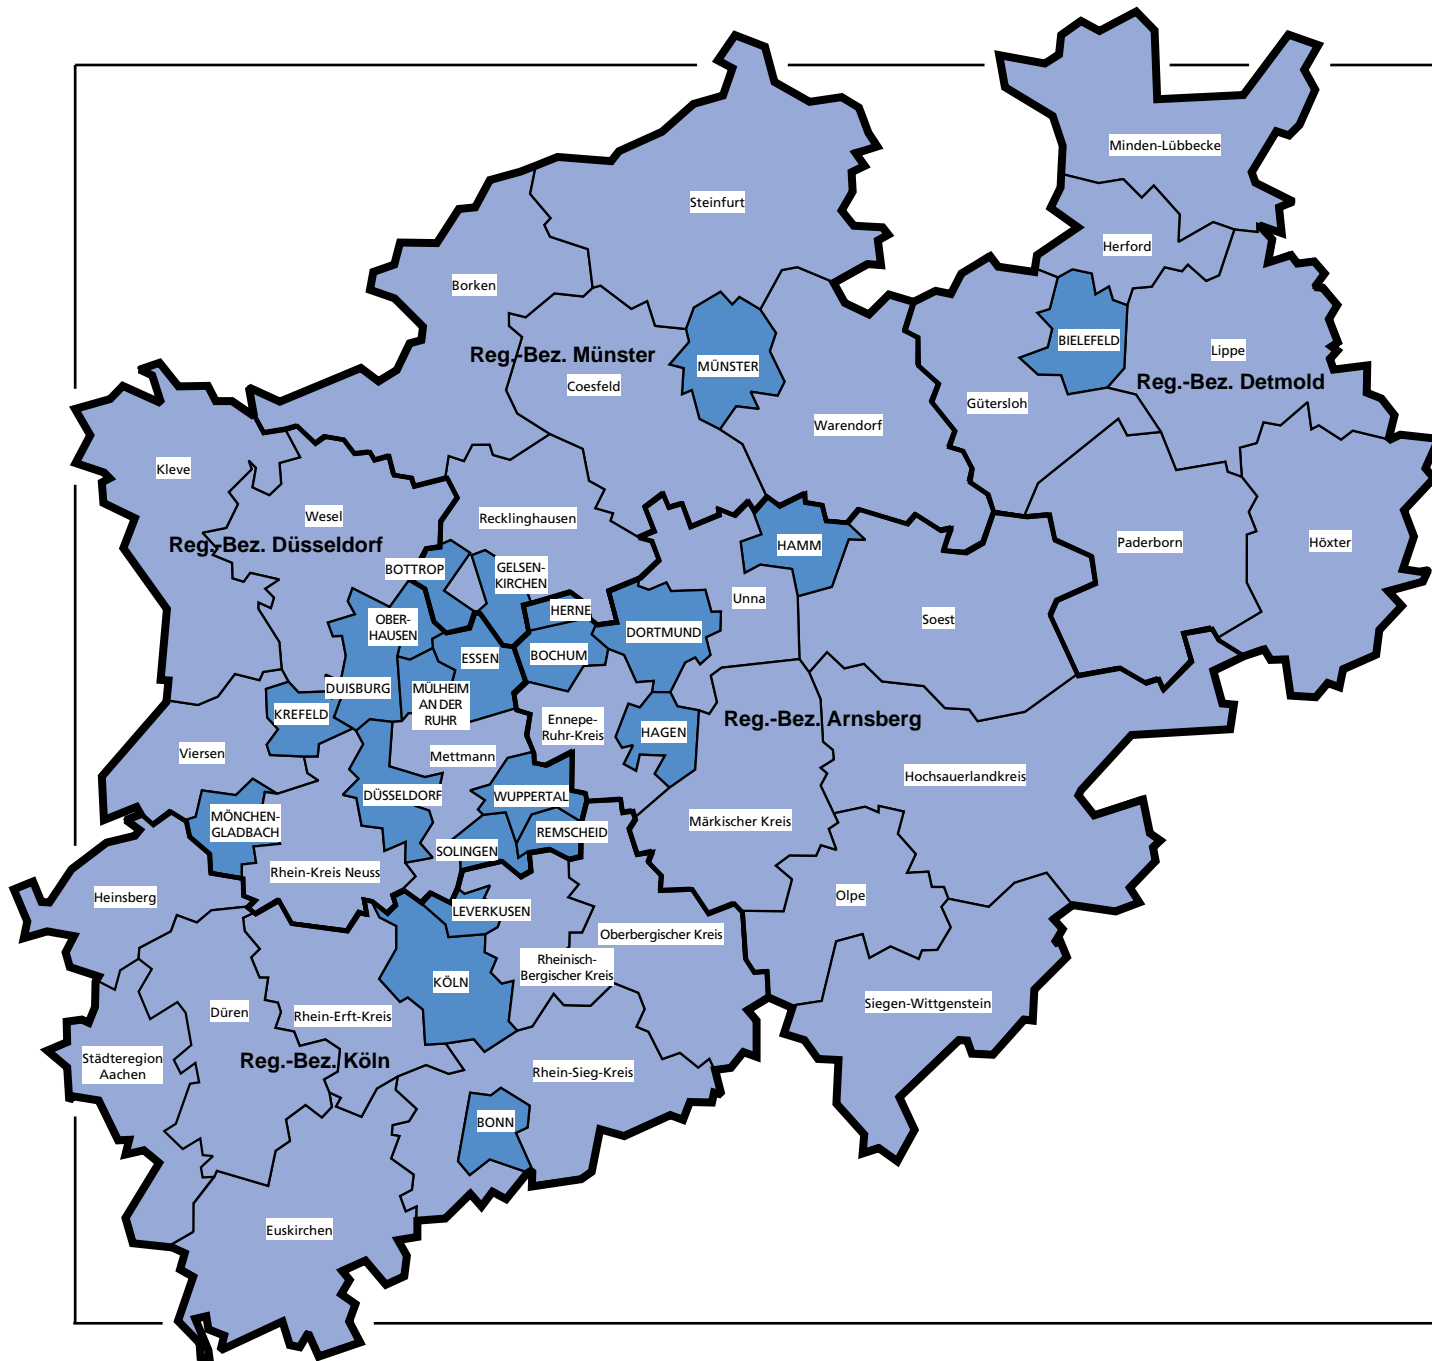 Minden-Lübbecke
Steinfurt
Herford
Borken
BIELEFELD
Lippe
Reg.-Bez. Münster
MÜNSTER
Coesfeld
Reg.-Bez. Detmold
Gütersloh
Warendorf
Kleve
Wesel
Recklinghausen
Reg.-Bez. Düsseldorf
HAMM
Paderborn
Höxter
BOTTROP
GELSEN-
KIRCHEN
Unna
HERNE
OBER-
HAUSEN
DORTMUND
Soest
ESSEN
BOCHUM
DUISBURG
MÜLHEIM
AN DER
RUHR
KREFELD
Ennepe-
Ruhr-Kreis
HAGEN
Reg.-Bez. Arnsberg
Viersen
Mettmann
Hochsauerlandkreis
DÜSSELDORF
WUPPERTAL
MÖNCHEN-
GLADBACH
REMSCHEID
Märkischer Kreis
SOLINGEN
Rhein-Kreis Neuss
Heinsberg
Olpe
LEVERKUSEN
Oberbergischer Kreis
Rheinisch-
Bergischer Kreis
KÖLN
Siegen-Wittgenstein
Düren
Rhein-Erft-Kreis
Städteregion
Aachen
Reg.-Bez. Köln
Rhein-Sieg-Kreis
BONN
Euskirchen